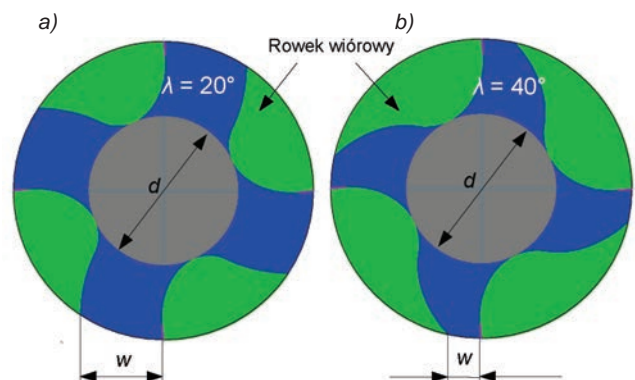 a)
b)
Rowek wiórowy
λ = 20°
λ = 40°
d
d
w
w